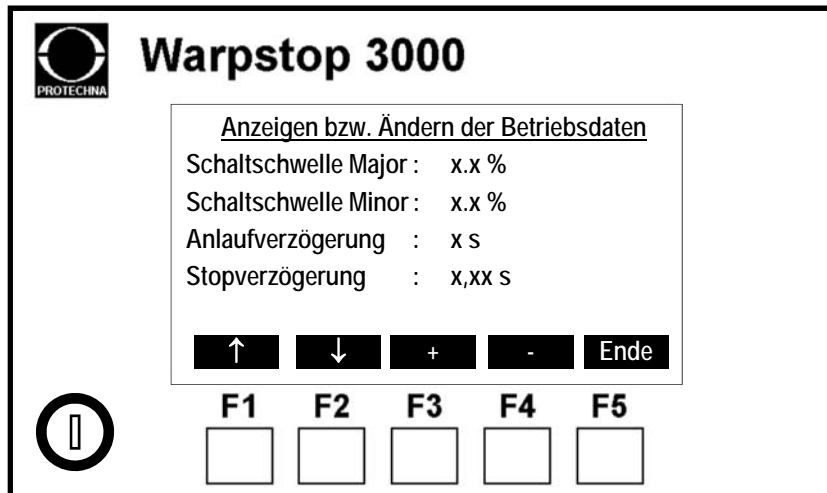 PROTECHNA
Warpstop 3000
Anzeigen bzw. Ändern der Betriebsdaten
Schaltschwelle Major : x.x %
Schaltschwelle Minor : x.x %
Anlaufverzögerung : x s
Stopverzögerung : x,xx s
↑ ↓ + - Ende
F1 F2 F3 F4 F5